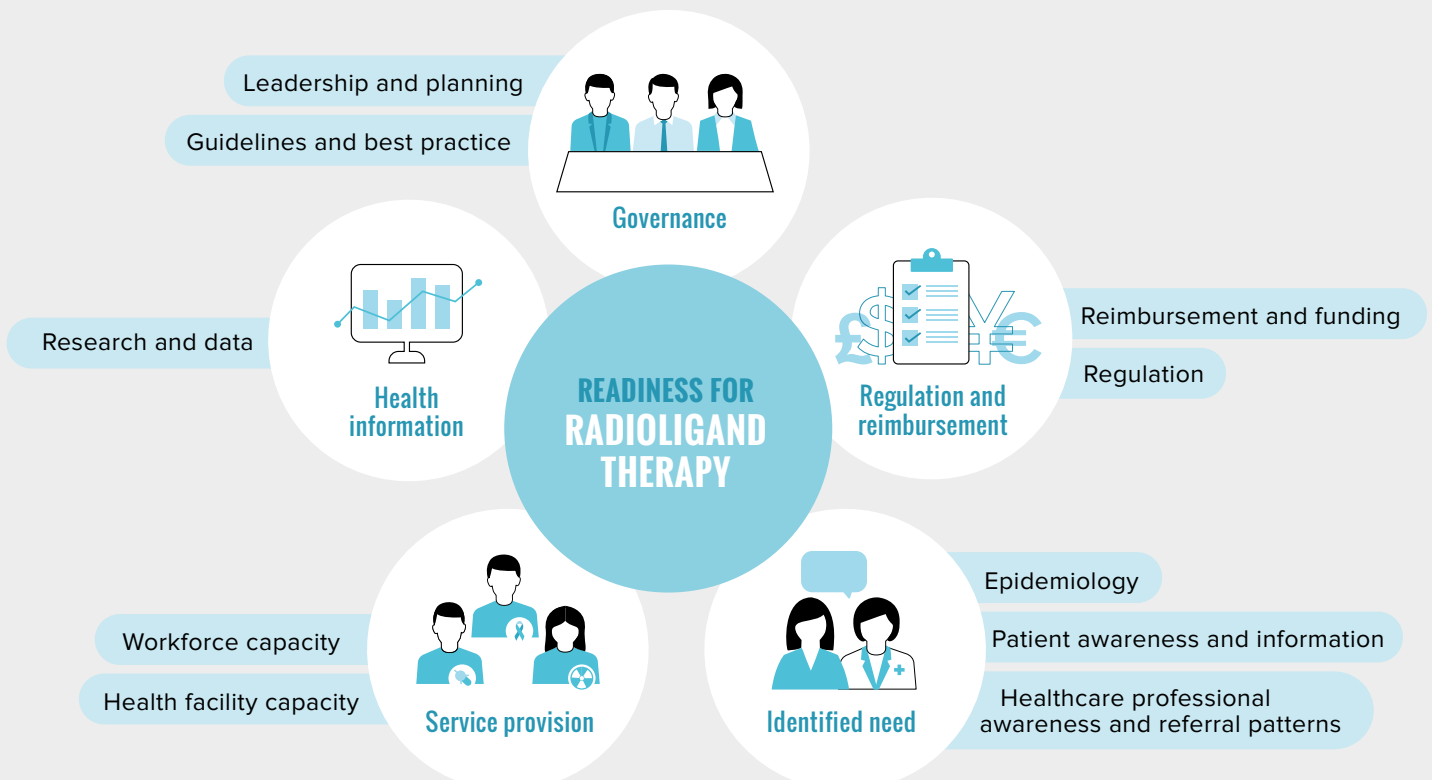 Leadership and planning
Guidelines and best practice
Governance
Research and data
Health
information
READINESS FOR
RADIOLIGAND
THERAPY
Regulation and
reimbursement
Reimbursement and funding
Regulation
Workforce capacity
Health facility capacity
Service provision
Identified need
Epidemiology
Patient awareness and information
Healthcare professional
awareness and referral patterns
£ $ ¥ €